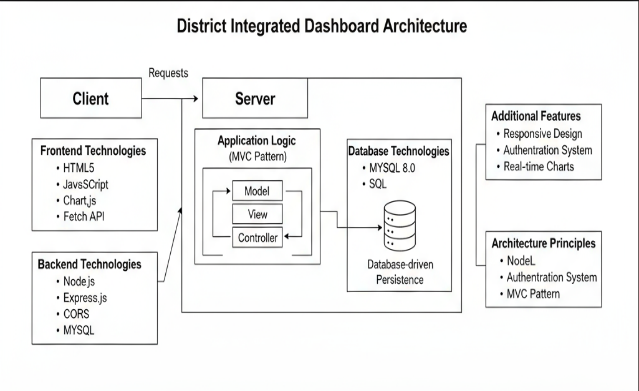 District Integrated Dashboard Architecture
Requests
Client
Server
Frontend Technologies
• HTML5
• JavsSCript
• Chart,js
• Fetch API
Backend Technologies
• Node.js
• Express.js
• CORS
• MYSQL
Application Logic
(MVC Pattern)
Model
View
Controller
Database Technologies
• MYSQL 8.0
• SQL
Database-driven
Persistence
Additional Features
• Responsive Design
• Authentration System
• Real-time Charts
Architecture Principles
• NodeL
• Authentration System
• MVC Pattern